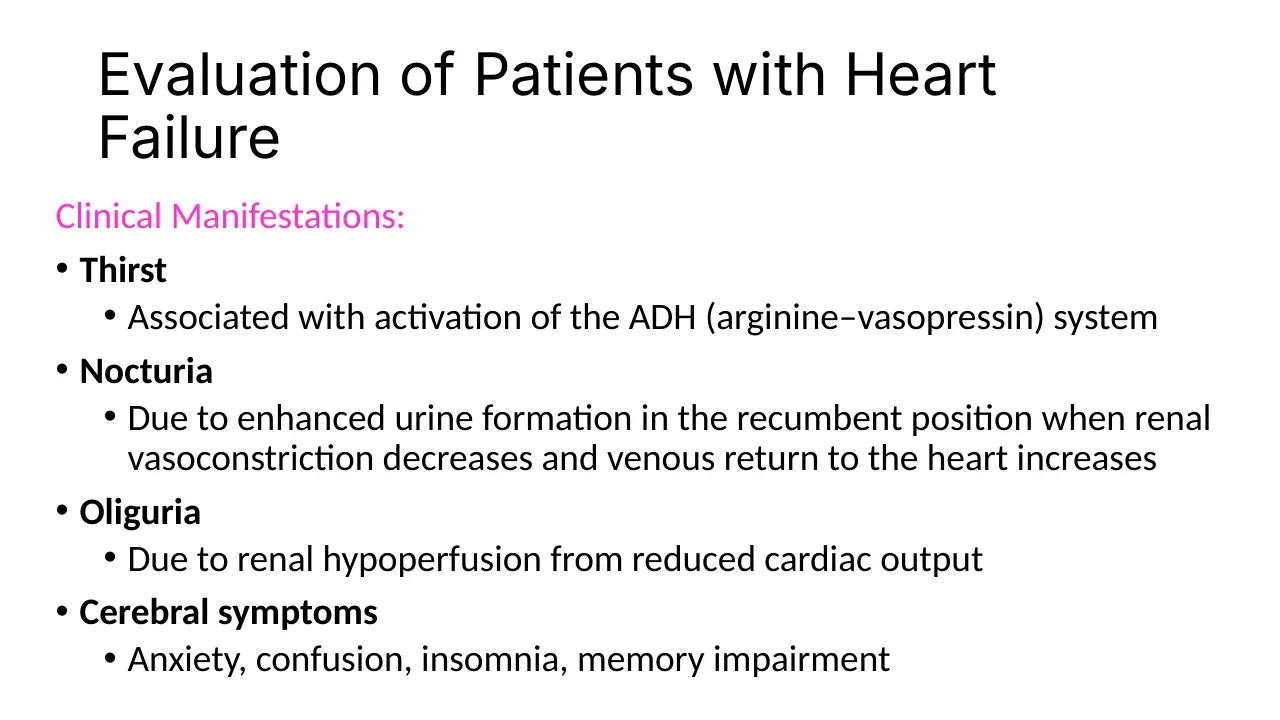 Evaluation of Patients with Heart
Failure
Clinical Manifestations:
• Thirst
• Associated with activation of the ADH (arginine–vasopressin) system
• Nocturia
• Due to enhanced urine formation in the recumbent position when renal
vasoconstriction decreases and venous return to the heart increases
• Oliguria
• Due to renal hypoperfusion from reduced cardiac output
• Cerebral symptoms
• Anxiety, confusion, insomnia, memory impairment